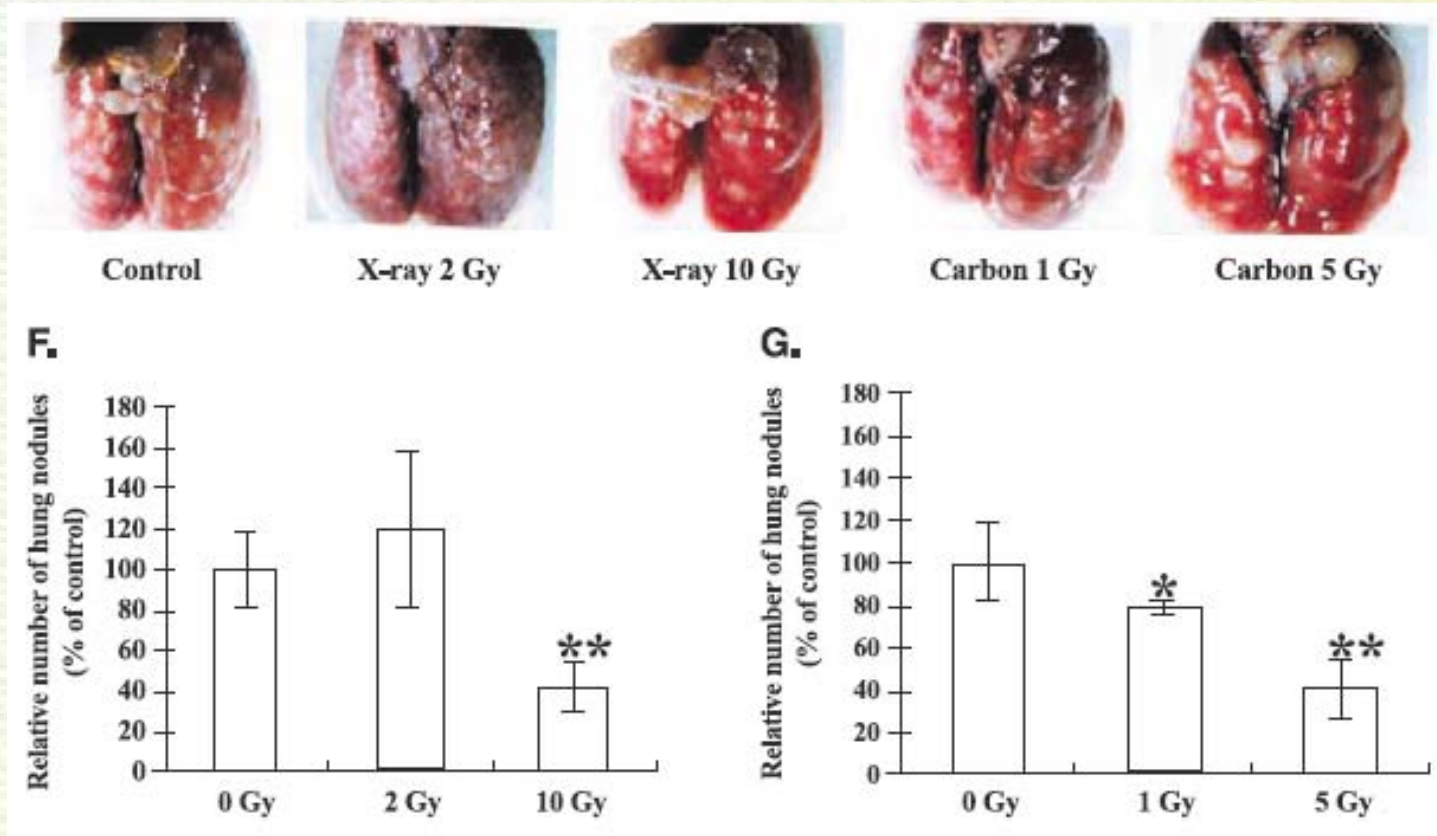 Control X-ray 2 Gy X-ray 10 Gy Carbon 1 Gy Carbon 5 Gy
F.
Relative number of hung nodules
(% of control)
180
160
140
120
100
80
60
40
20
0
**
0 Gy 2 Gy 10 Gy
G.
Relative number of hung nodules
(% of control)
180
160
140
120
100
80
60
40
20
0
*
**
0 Gy 1 Gy 5 Gy